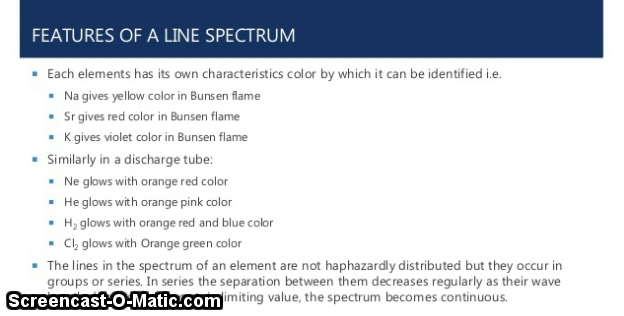 FEATURES OF A LINE SPECTRUM
Each elements has its own characteristics color by which it can be identified i.e.
Na gives yellow color in Bunsen flame
Sr gives red color in Bunsen flame
K gives violet color in Bunsen flame
Similarly in a discharge tube:
Ne glows with orange red color
He glows with orange pink color
H₂ glows with orange red and blue color
Cl₂ glows with Orange green color
The lines in the spectrum of an element are not haphazardly distributed but they occur in
groups or series. In series the separation between them decreases regularly as their wave
limiting value, the spectrum becomes continuous.
Screencast-O-Matic.com